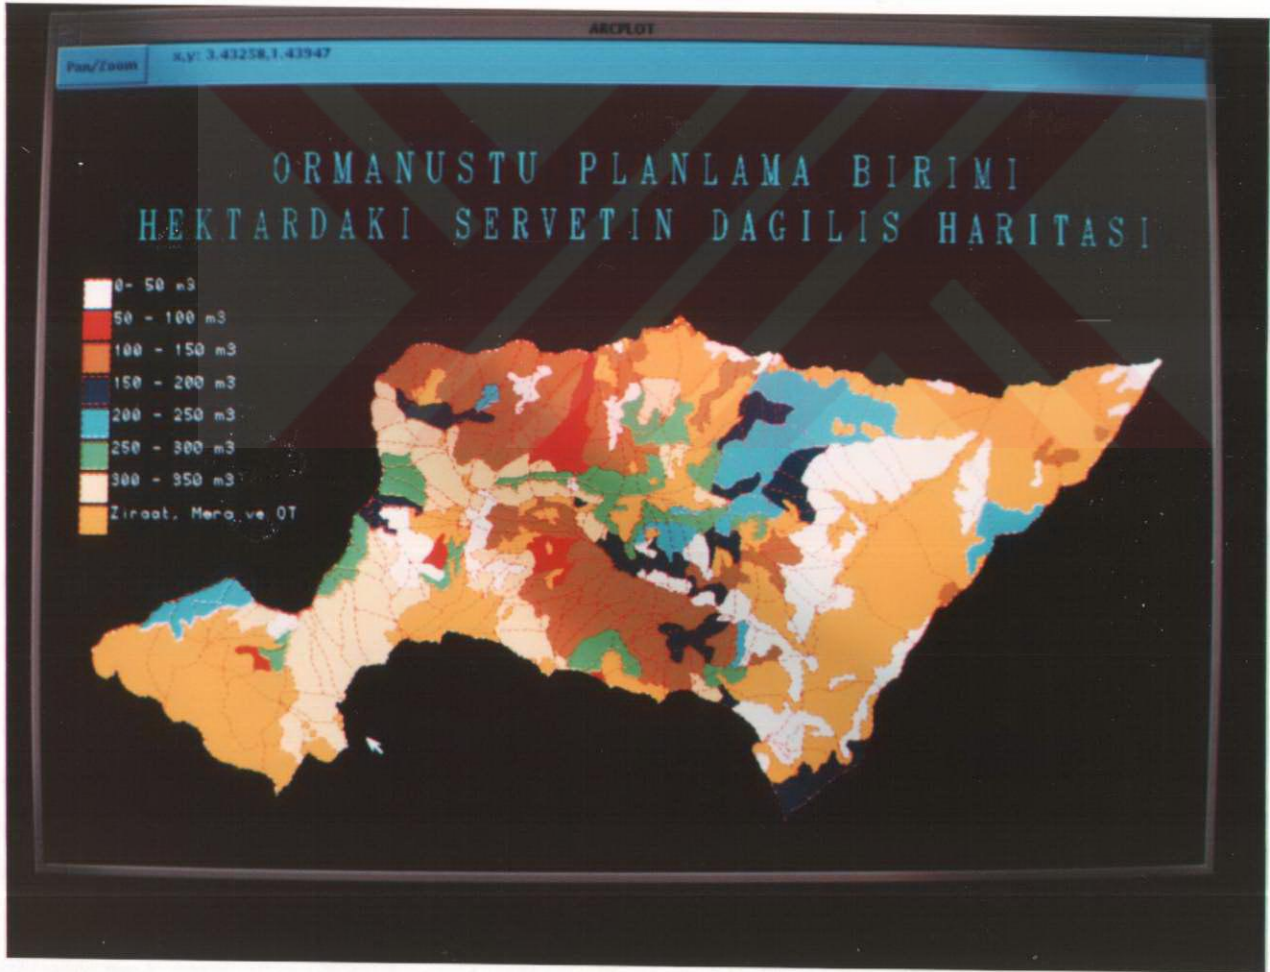 ARCPLOT
Pan/Zoom x,y: 3.43258,1.43947
ORMANUSTU PLANLAMA BIRIMI
HEKTARDAKI SERVETIN DAGILIS HARITASI
0- 50 m3
50 - 100 m3
100 - 150 m3
150 - 200 m3
200 - 250 m3
250 - 300 m3
300 - 350 m3
Ziraat, Mera ve OT